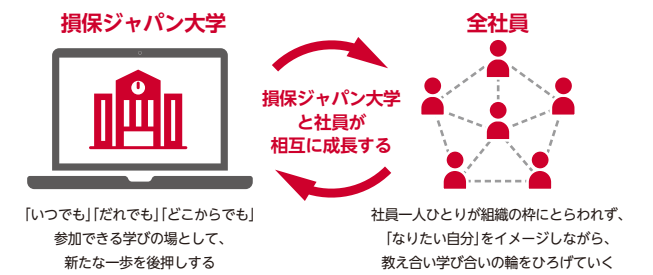 損保ジャパン大学
全社員
損保ジャパン大学
と社員が
相互に成長する
「いつでも」「だれでも」「どこからでも」
参加できる学びの場として、
新たな一歩を後押しする
社員一人ひとりが組織の枠にとらわれず、
「なりたい自分」をイメージしながら、
教え合い学び合いの輪をひろげていく